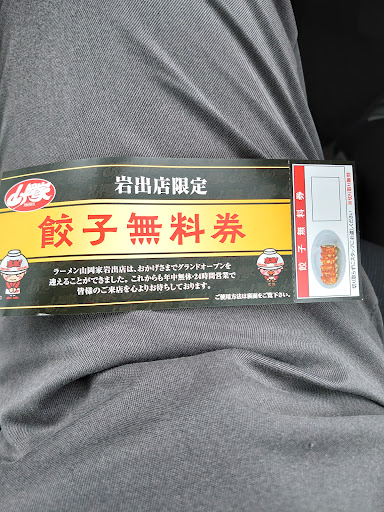 山岡家
岩出店限定
餃子無料券
ラーメン山岡家岩出店は、おかげさまでグランドオープンを
迎えることができました。これからも年中無休・24時間営業で
皆様のご来店を心よりお待ちしております。
ご使用方法は裏面をご覧下さい。
餃子無料券